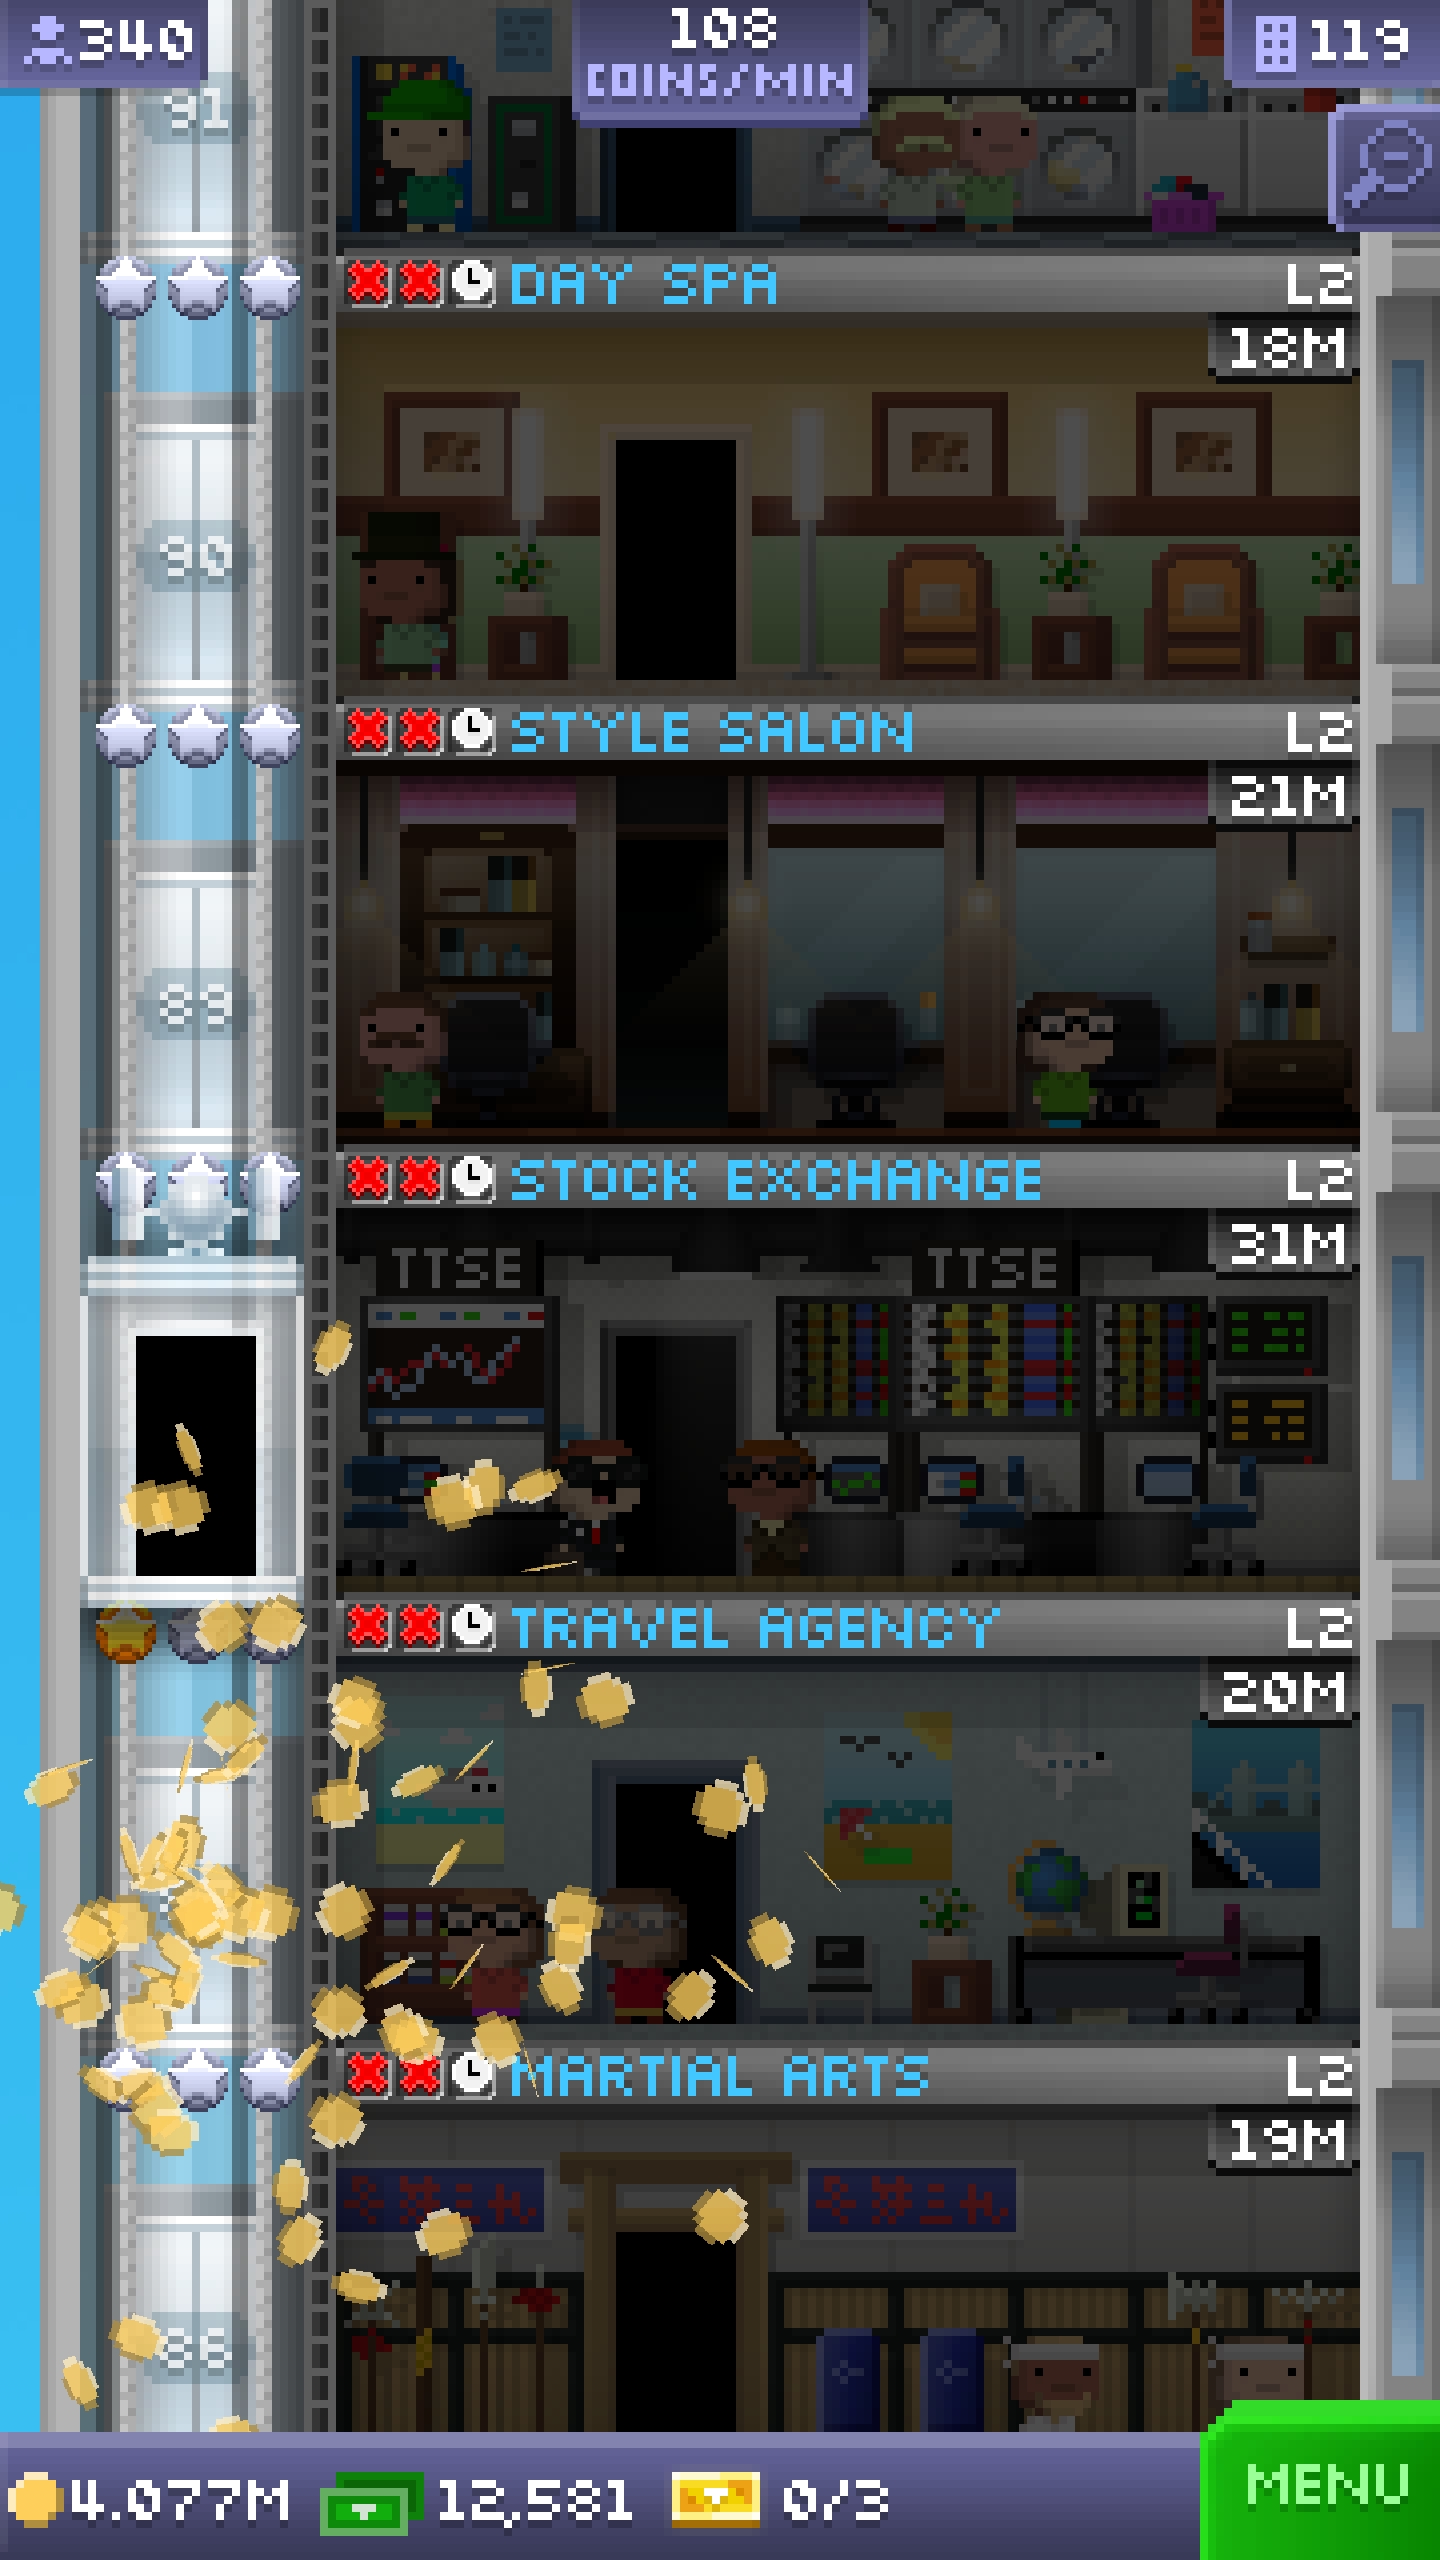 340
108
COINS/MIN
119
91
DAY SPA
L2
18M
90
STYLE SALON
L2
21M
89
STOCK EXCHANGE
L2
31M
TTSE
TTSE
TRAVEL AGENCY
L2
20M
MARTIAL ARTS
L2
19M
86
4.077M
12,581
0/3
MENU